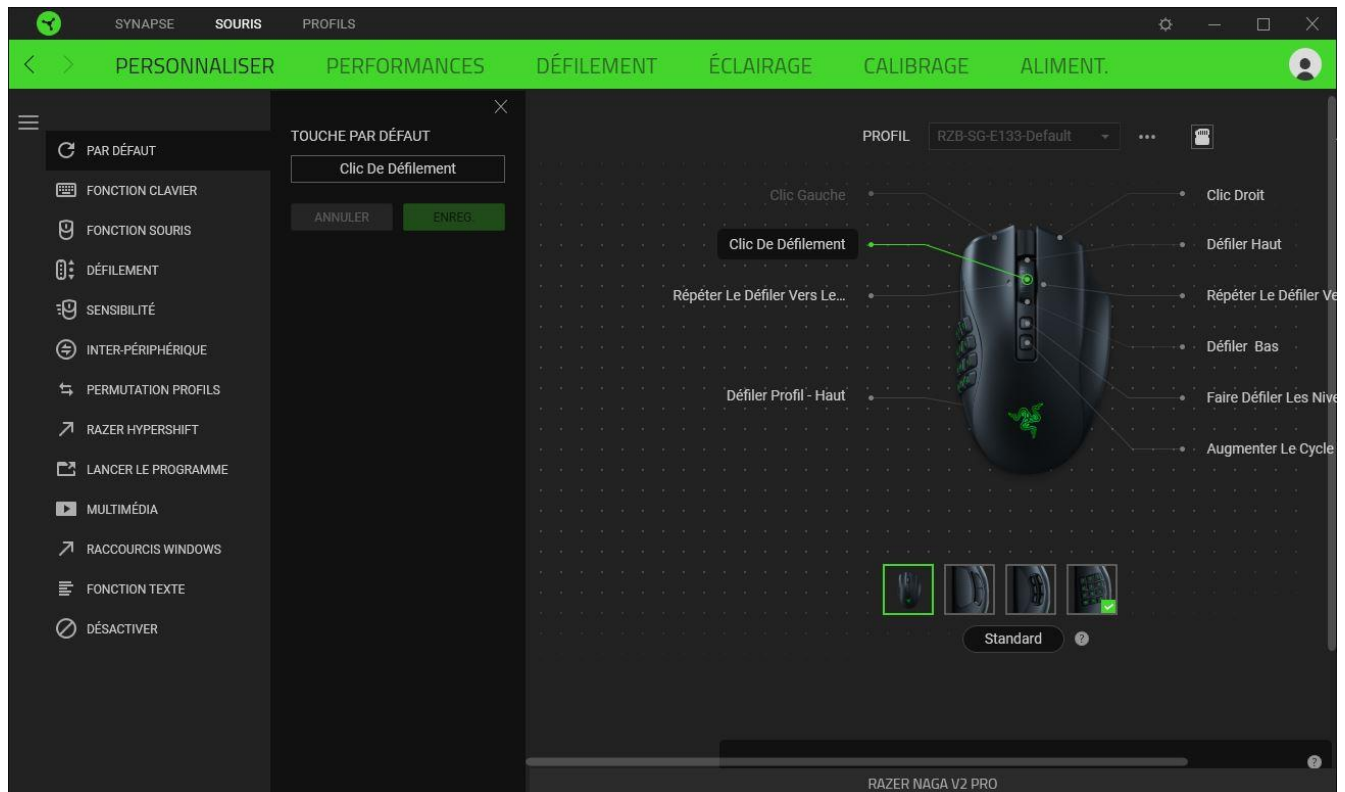 SYNAPSE SOURIS PROFILS
PERSONNALISER PERFORMANCES DÉFILEMENT ÉCLAIRAGE CALIBRAGE ALIMENT.
PAR DÉFAUT
FONCTION CLAVIER
FONCTION SOURIS
DÉFILEMENT
SENSIBILITÉ
INTER-PÉRIPHÉRIQUE
PERMUTATION PROFILS
RAZER HYPERSHIFT
LANCER LE PROGRAMME
MULTIMÉDIA
RACCOURCIS WINDOWS
FONCTION TEXTE
DÉSACTIVER
TOUCHE PAR DÉFAUT
Clic De Défilement
ANNULER ENREG.
PROFIL RZB-SG-E133-Default
Clic Gauche
Clic De Défilement
Répéter Le Défiler Vers Le...
Défiler Profil - Haut
Clic Droit
Défiler Haut
Répéter Le Défiler Ve
Défiler Bas
Faire Défiler Les Nive
Augmenter Le Cycle
Standard ?
?
RAZER NAGA V2 PRO